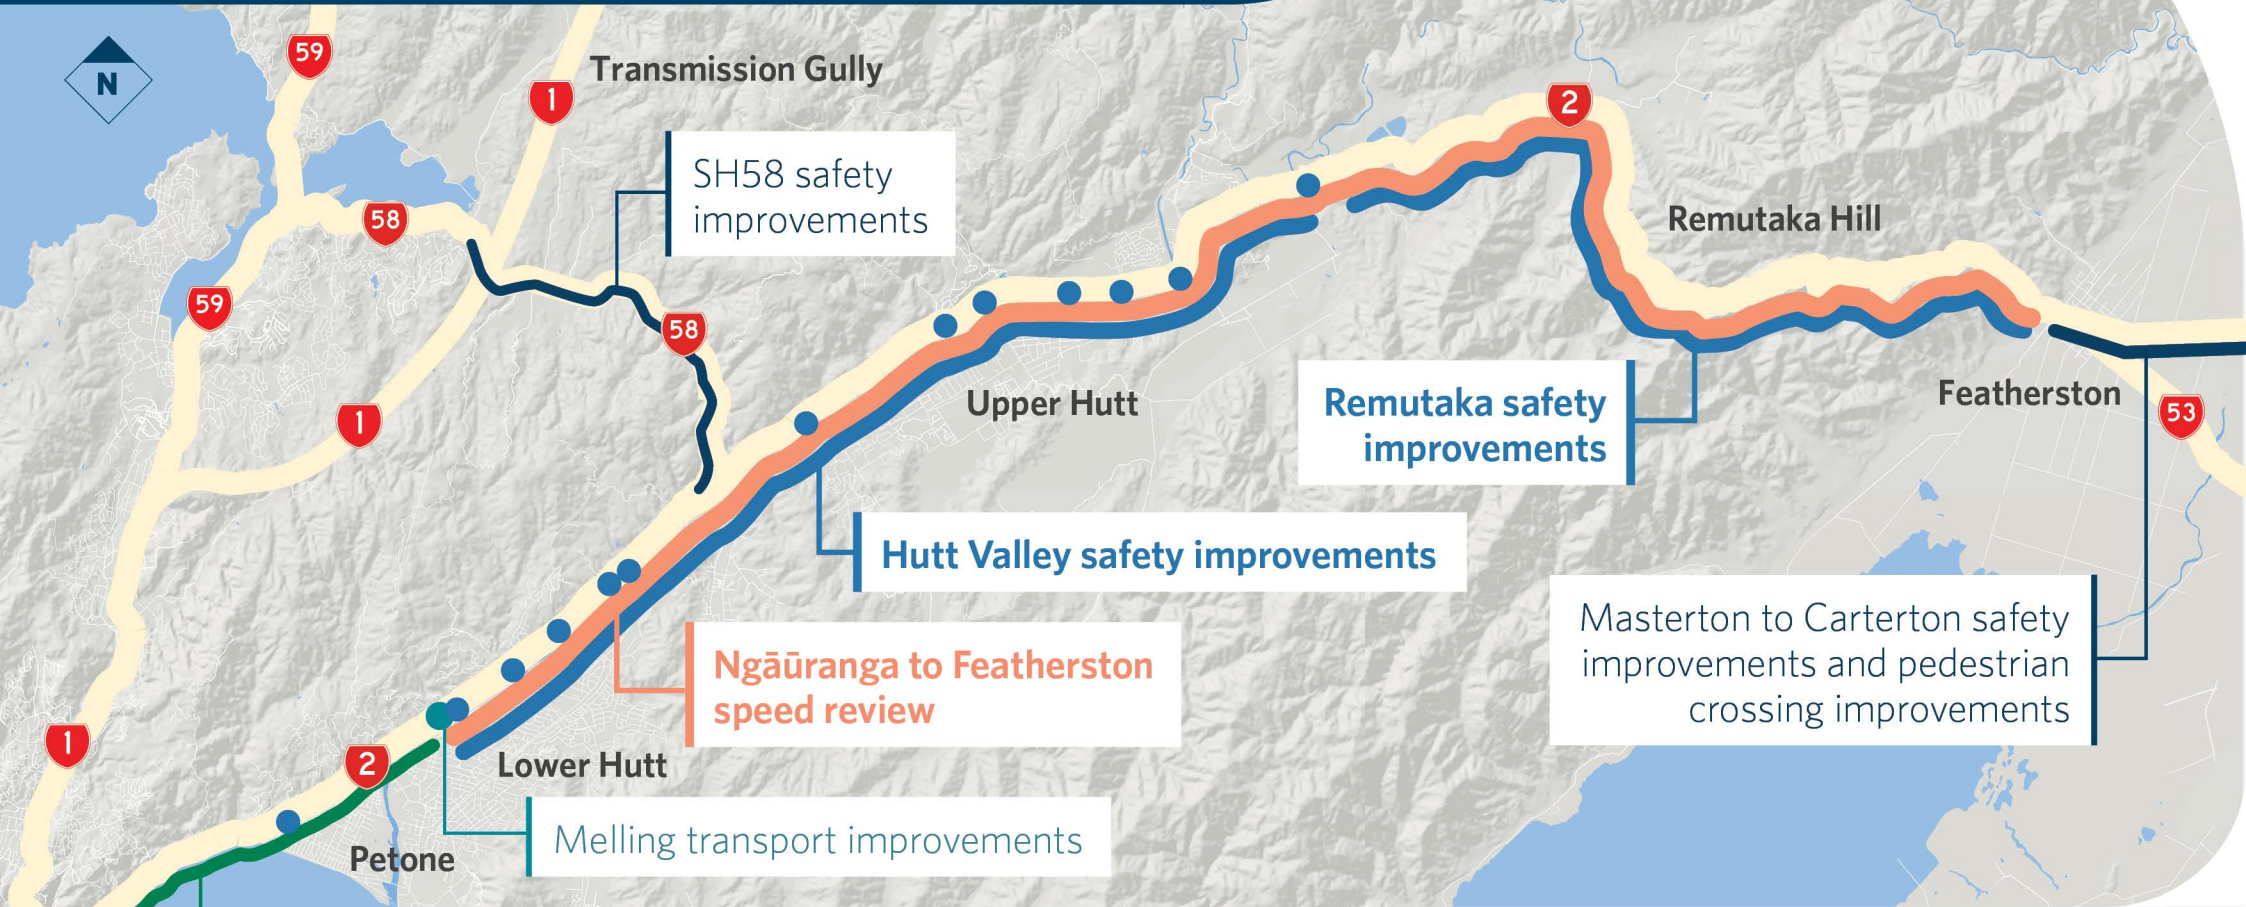 59
N
1
Transmission Gully
2
SH58 safety
improvements
58
Remutaka Hill
59
58
Remutaka safety
improvements
Upper Hutt
Featherston
53
1
Hutt Valley safety improvements
Masterton to Carterton safety
improvements and pedestrian
crossing improvements
Ngāūranga to Featherston
speed review
1
2
Lower Hutt
Melling transport improvements
Petone